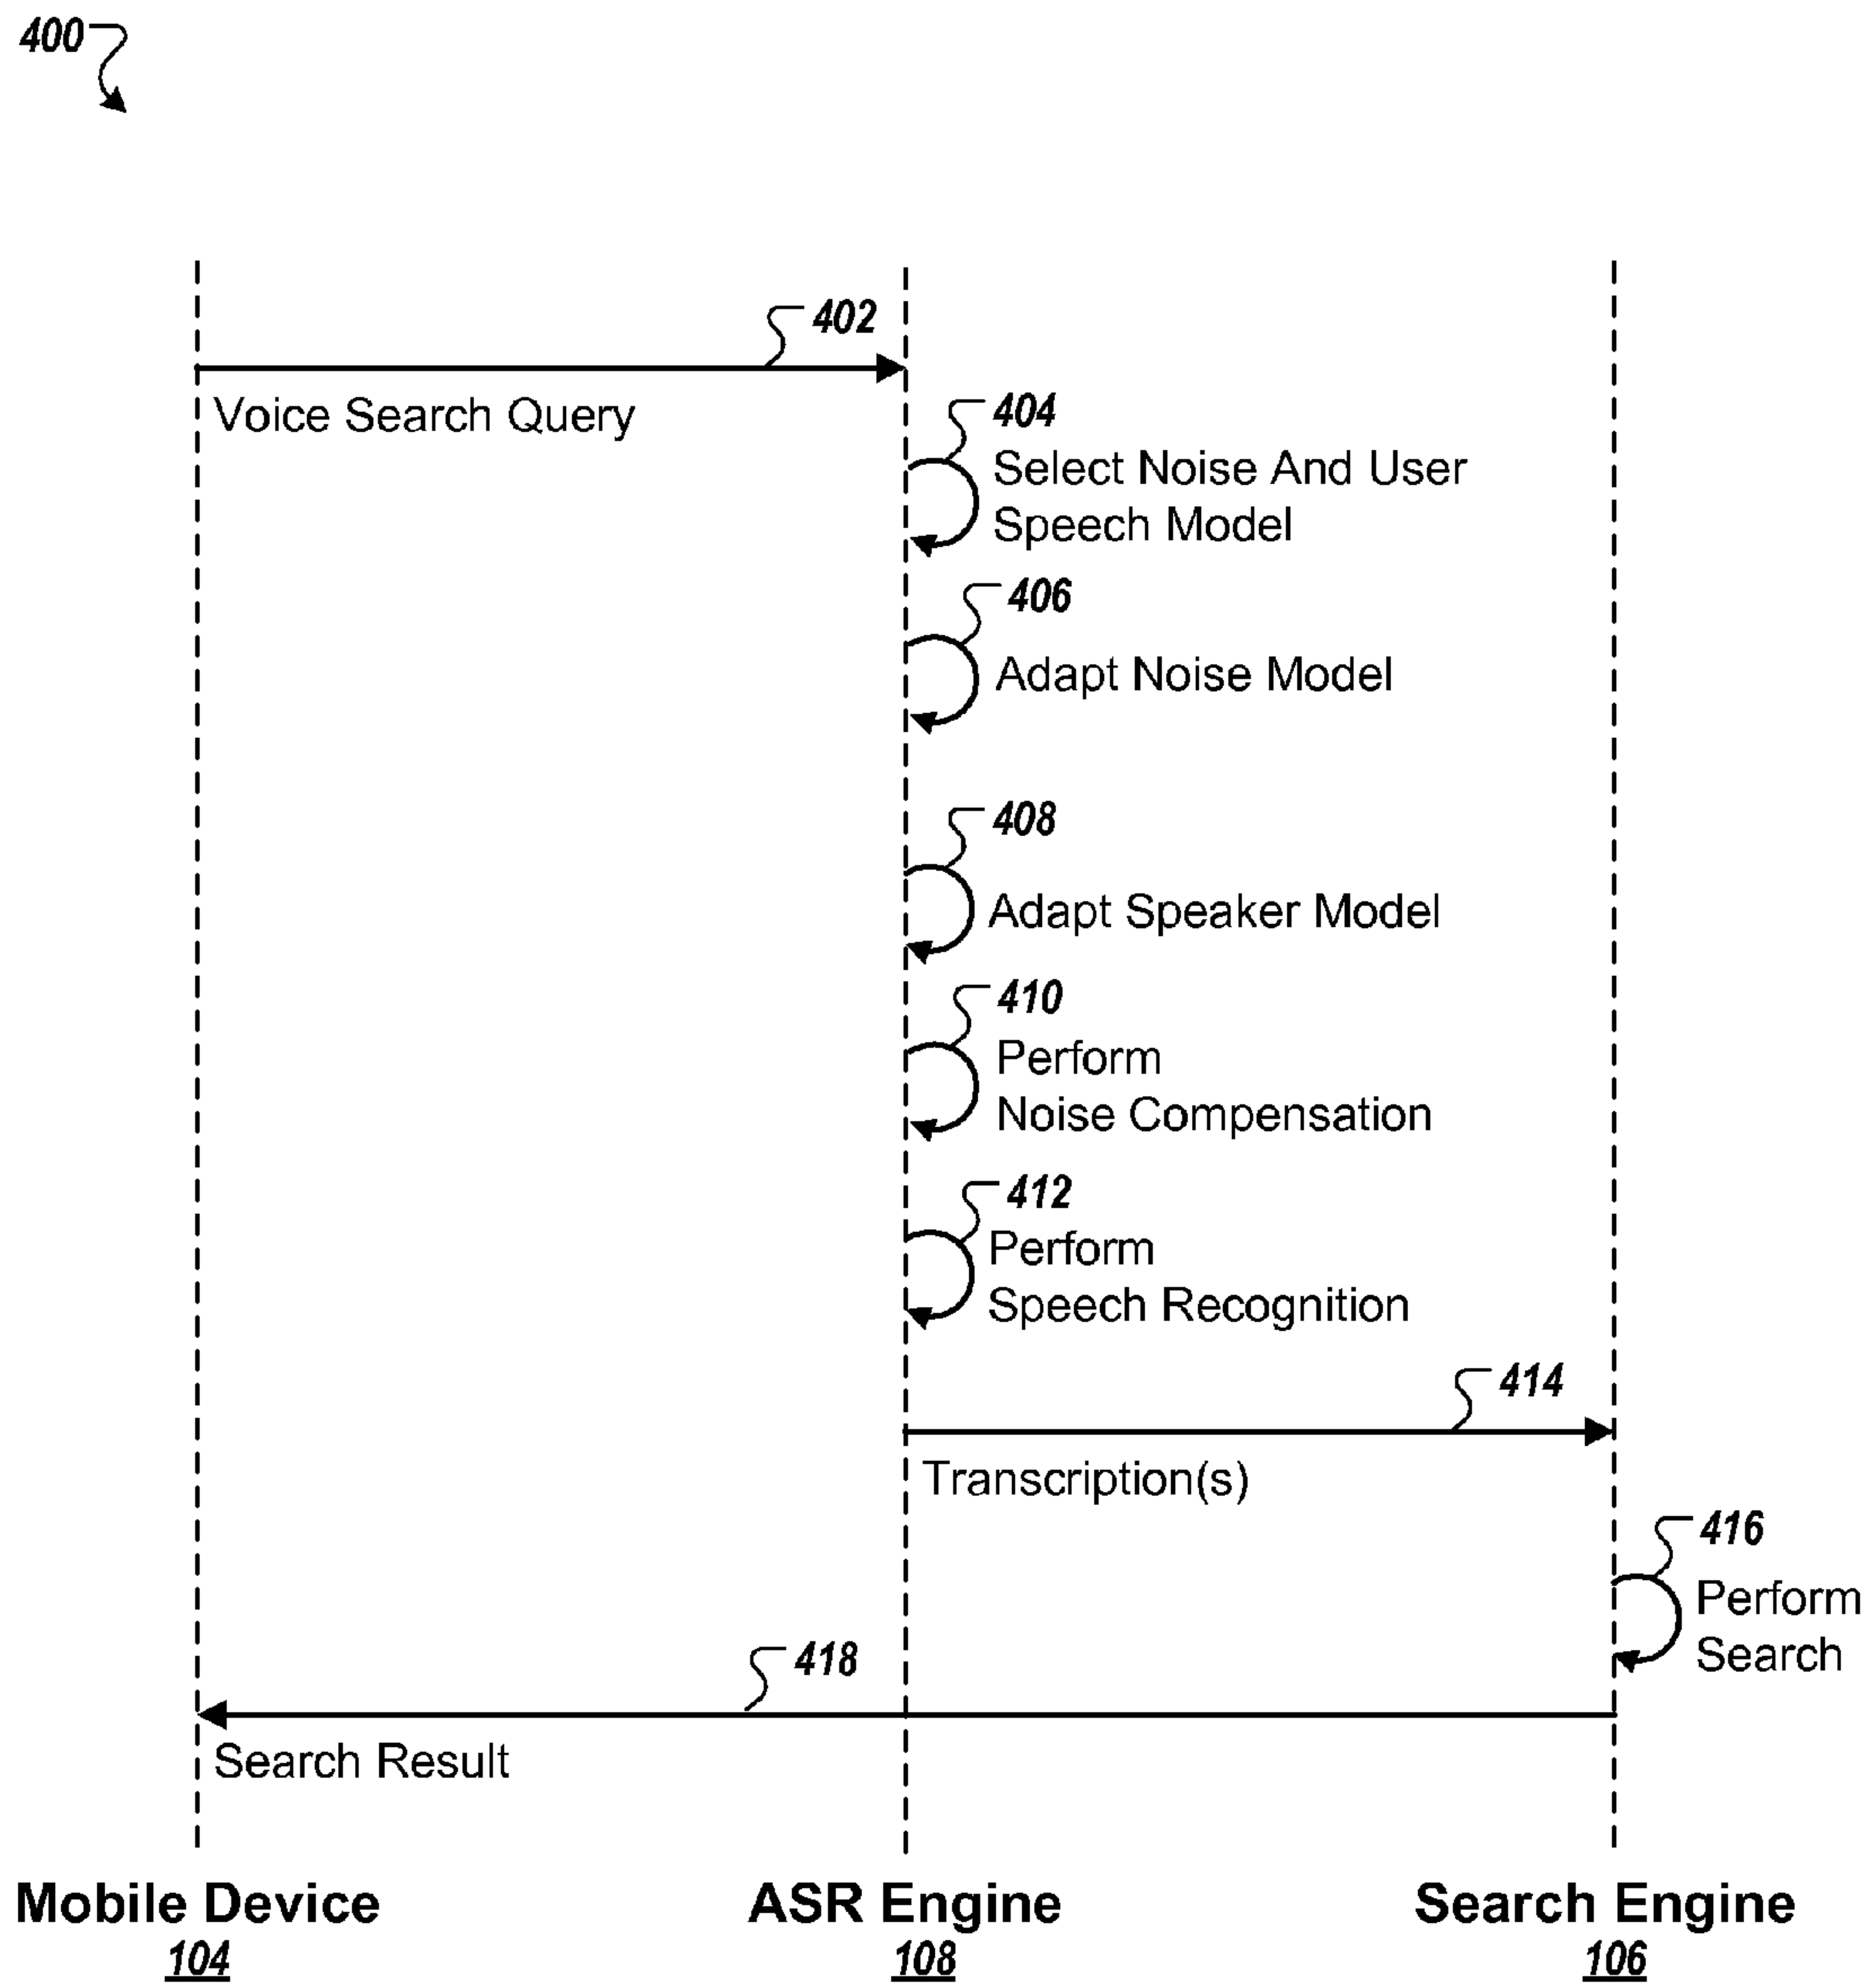 400
402
Voice Search Query
404
Select Noise And User
Speech Model
406
Adapt Noise Model
408
Adapt Speaker Model
410
Perform
Noise Compensation
412
Perform
Speech Recognition
414
Transcription(s)
416
Perform
Search
418
Search Result
Mobile Device
104
ASR Engine
108
Search Engine
106